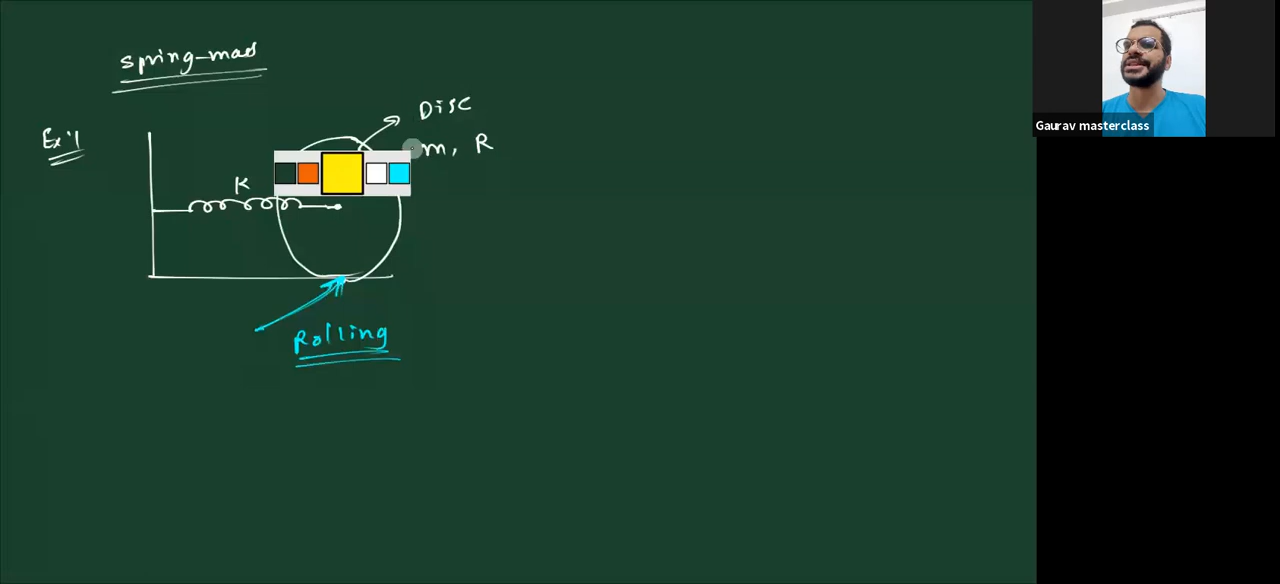 spring-mass
Ex:1
Disc
m, R
K
Rolling
Gaurav masterclass